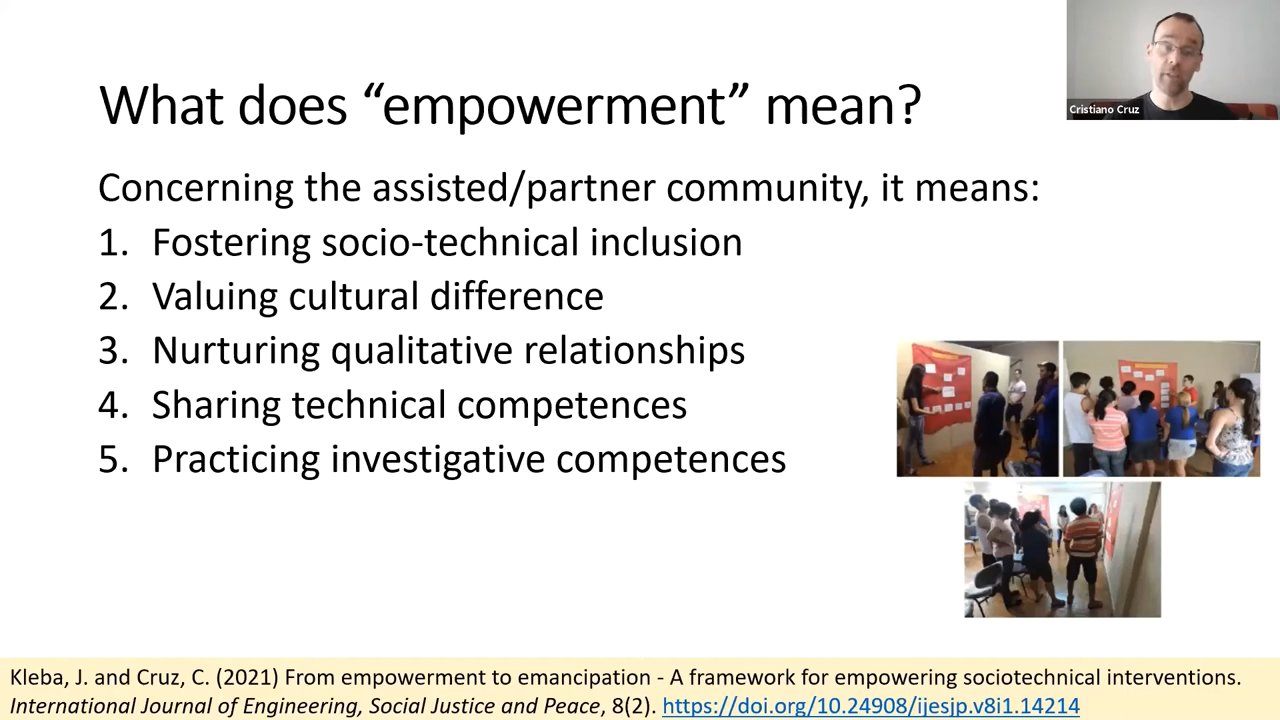 What does “empowerment” mean?
Cristiano Cruz
Concerning the assisted/partner community, it means:
1. Fostering socio-technical inclusion
2. Valuing cultural difference
3. Nurturing qualitative relationships
4. Sharing technical competences
5. Practicing investigative competences
Kleba, J. and Cruz, C. (2021) From empowerment to emancipation - A framework for empowering sociotechnical interventions.
International Journal of Engineering, Social Justice and Peace, 8(2). https://doi.org/10.24908/ijesjp.v8i1.14214